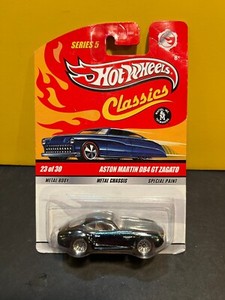 SERIES 5
Hot Wheels
Classics
23 of 30
ASTON MARTIN DB4 GT ZAGATO
METAL BODY
METAL CHASSIS
SPECIAL PAINT